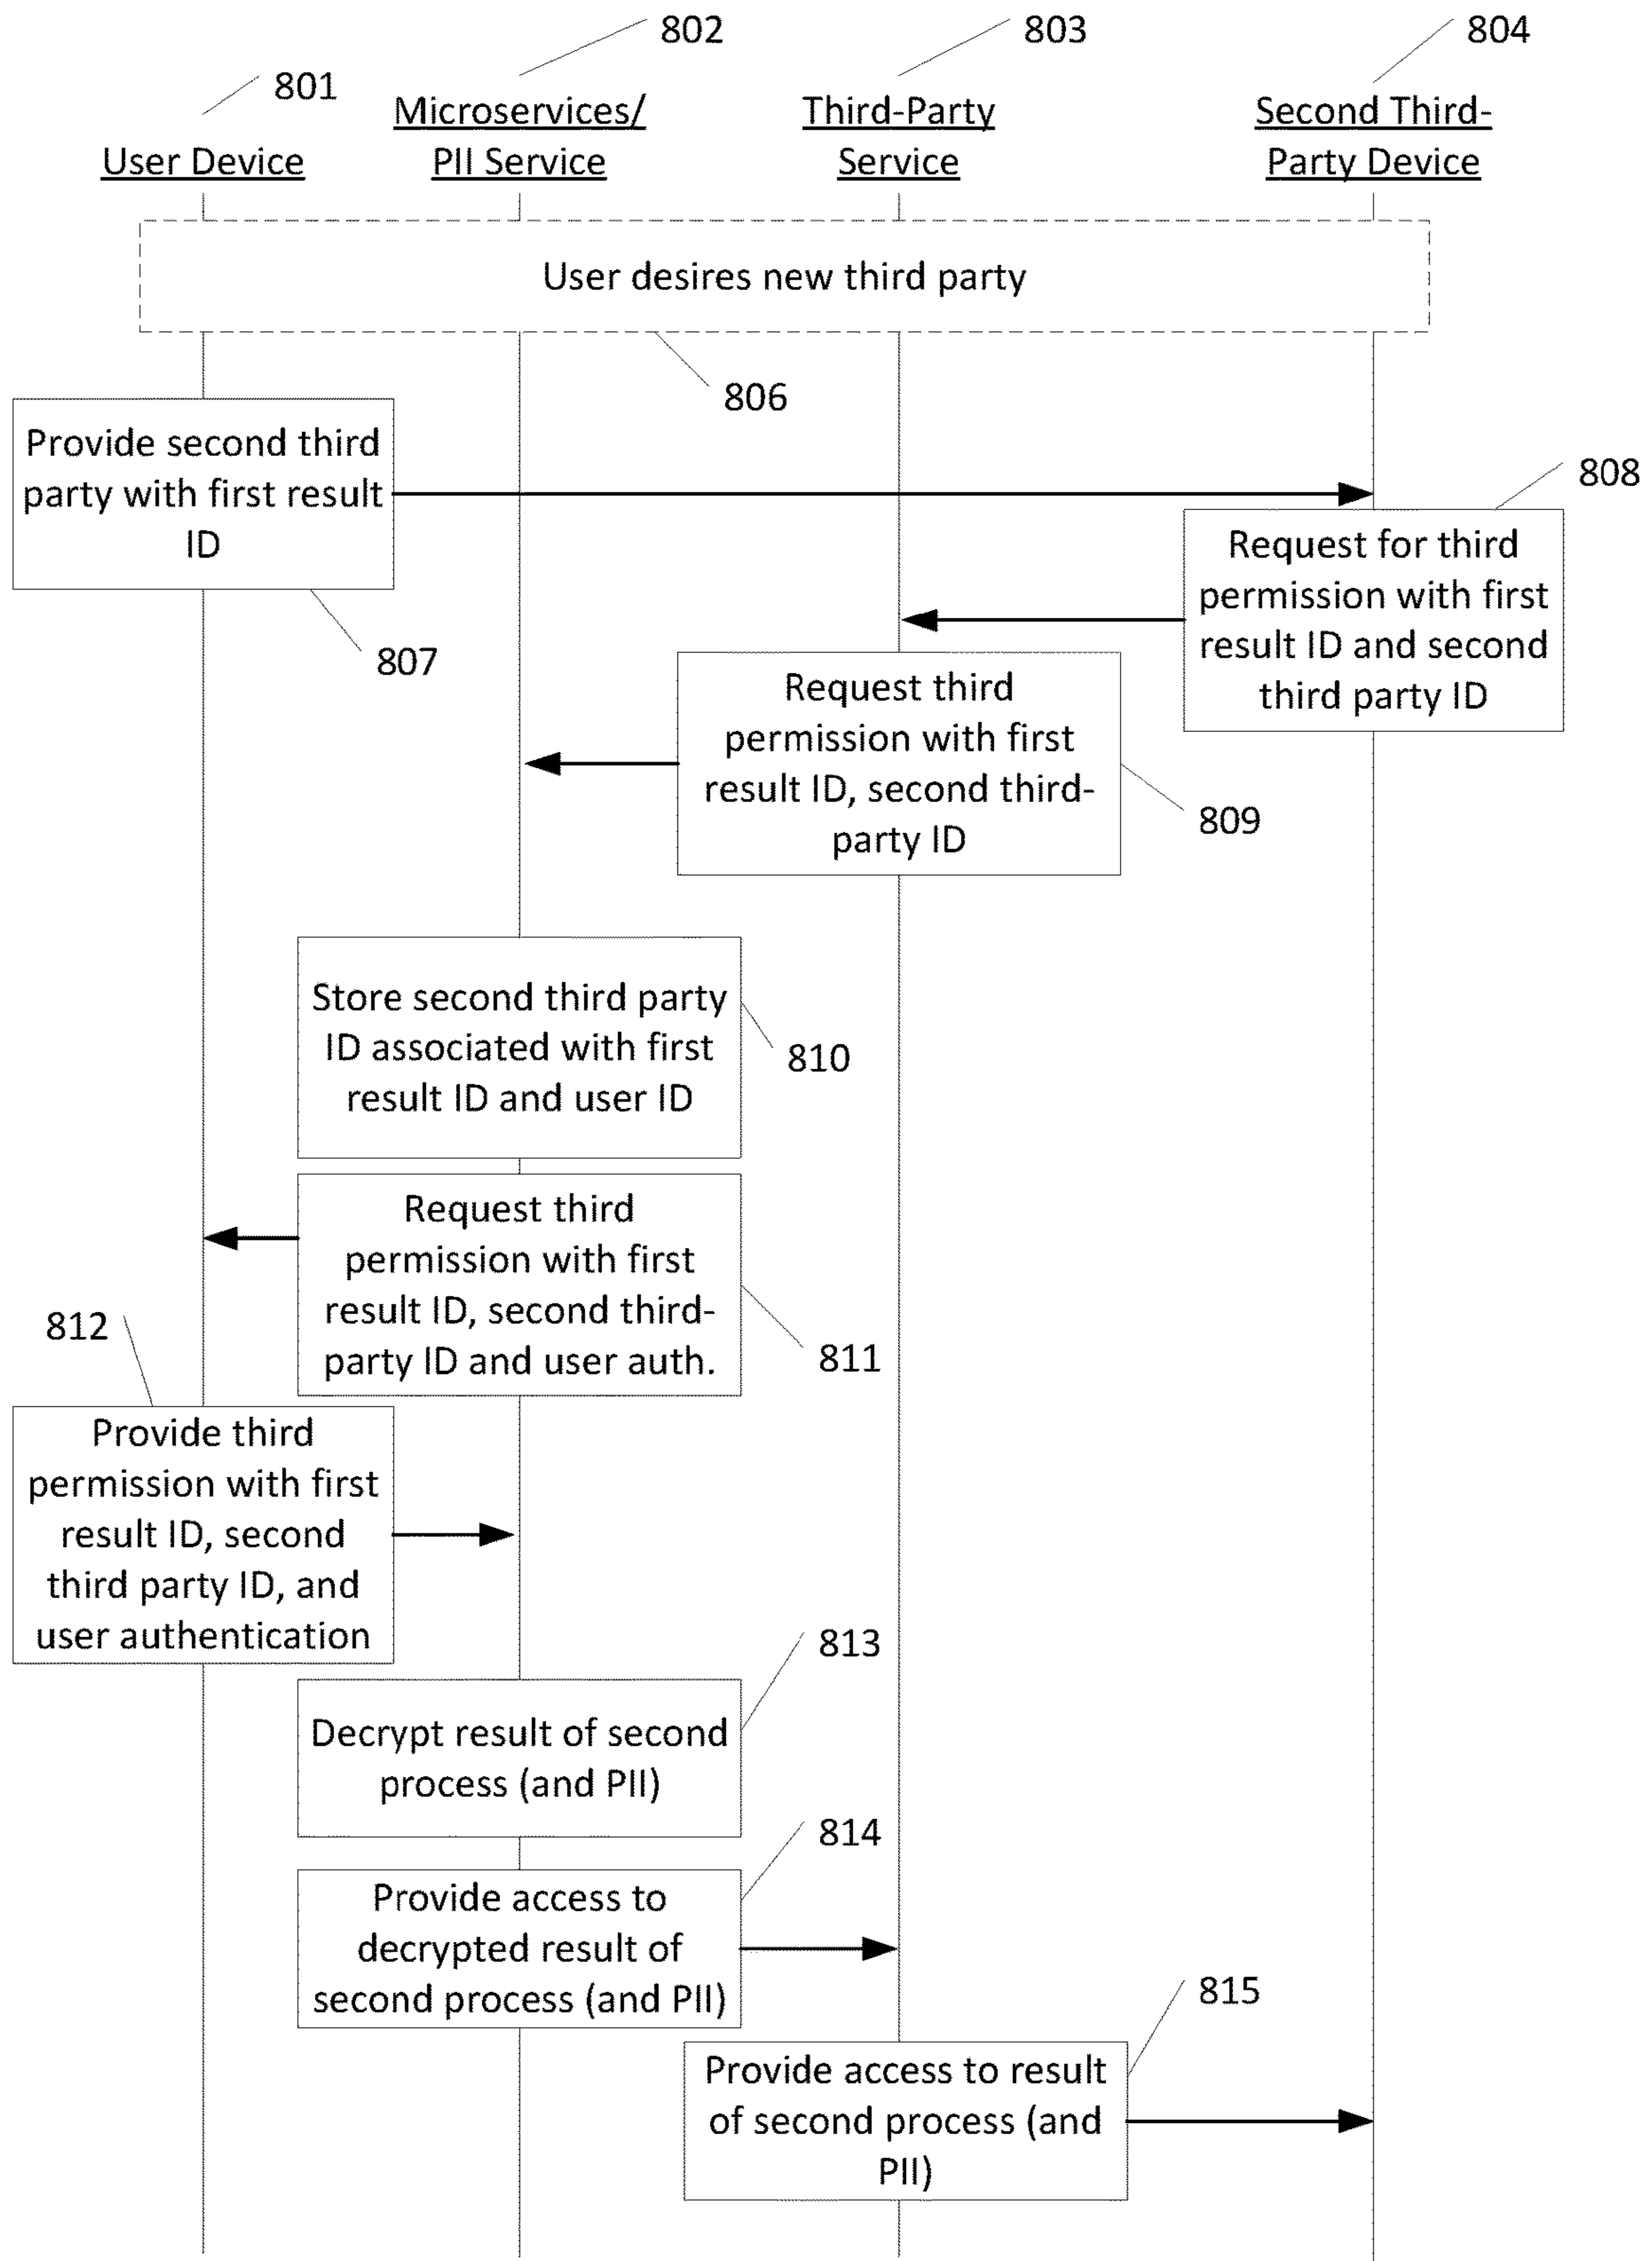 802
803
804
801
Microservices/
PII Service
Third-Party
Service
Second Third-
Party Device
User Device
User desires new third party
806
Provide second third
party with first result
ID
807
808
Request for third
permission with first
result ID and second
third party ID
Request third
permission with first
result ID, second third-
party ID
809
Store second third party
ID associated with first
result ID and user ID
810
Request third
permission with first
result ID, second third-
party ID and user auth.
811
812
Provide third
permission with first
result ID, second
third party ID, and
user authentication
813
Decrypt result of second
process (and PII)
814
Provide access to
decrypted result of
second process (and PII)
815
Provide access to result
of second process (and
PII)